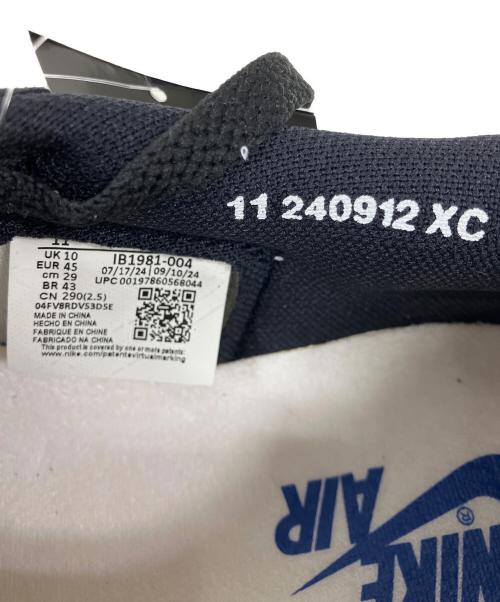 11 240912 XC
11
UK 10
EUR 45
cm 29
BR 43
CN 290(2.5)
IB1981-004
07/17/24 | 09/10/24
UPC 00197860568044
04FV8RDVS3D5E
MADE IN CHINA
HECHO EN CHINA
FABRIQUE EN CHINE
FABRICADO NA CHINA
This product is covered by one or more patents. See
www.nike.com/patentsvirtualmarking
NIKE ®
AIR